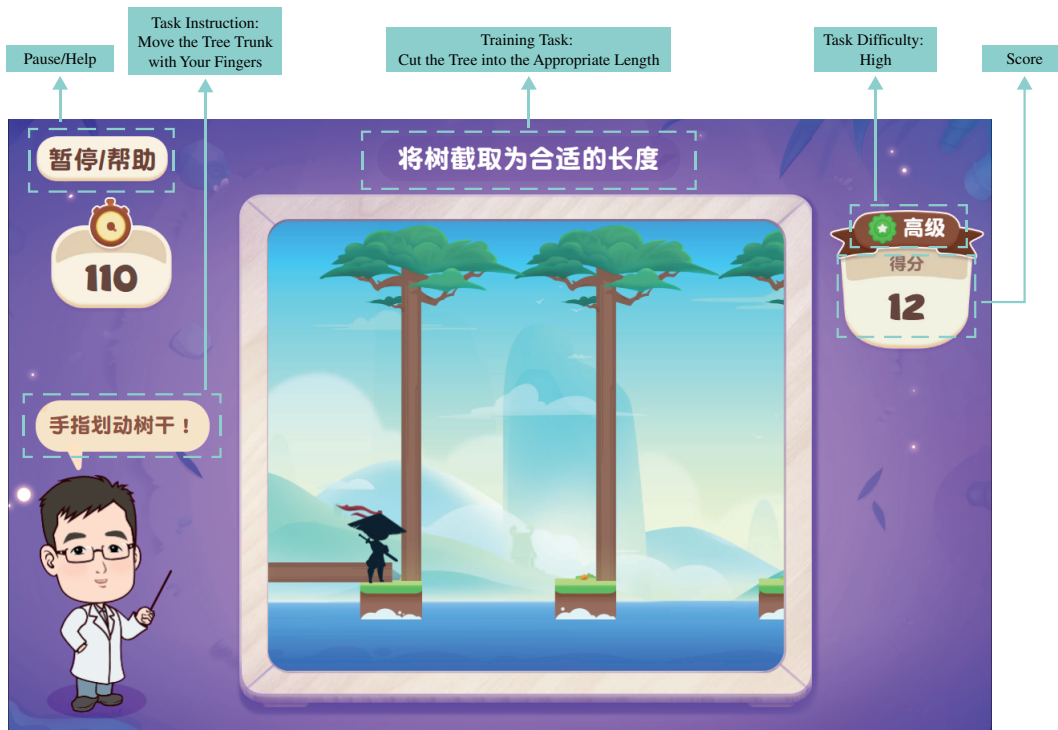 Task Instruction:
Move the Tree Trunk
with Your Fingers
Pause/Help
Training Task:
Cut the Tree into the Appropriate Length
Task Difficulty:
High
Score
暂停/帮助
将树截取为合适的长度
110
高级
得分
12
手指划动树干！